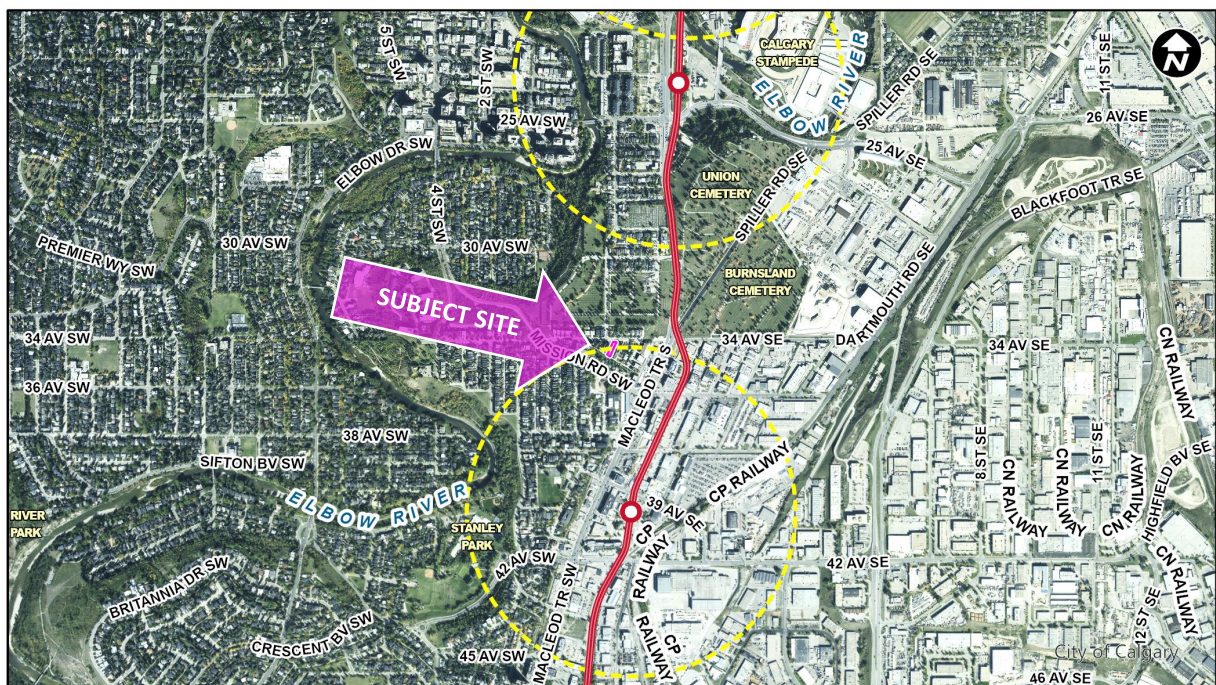 5 ST SW
2 ST SW
CALGARY
STAMPEDE
ELBOW RIVER
SPILLER RD SE
11 ST SE
N
25 AV SW
26 AV SE
25 AV SE
ELBOW DR SW
UNION
CEMETERY
SPILLER RD SE
BLACKFOOT TR SE
4 ST SW
PREMIER WY SW
30 AV SW
30 AV SW
BURNSLAND
CEMETERY
DARTMOUTH RD SE
SUBJECT SITE
MISSION RD SW
34 AV SW
34 AV SE
34 AV SE
CN RAILWAY
36 AV SW
MACLEOD TR S
38 AV SW
SIFTON BV SW
8 ST SE
11 ST SE
CN RAILWAY
CN RAILWAY
CN RAILWAY
HIGHFIELD BV SE
CP RAILWAY
ELBOW RIVER
RIVER
PARK
STANLEY
PARK
39 AV SE
CP
RAILWAY
42 AV SW
42 AV SE
CN RAILWAY
BRITANNIA DR SW
MACLEOD TR SW
12 ST SE
CRESCENT BV SW
45 AV SW
CP
RAILWAY
City of Calgary
46 AV SE